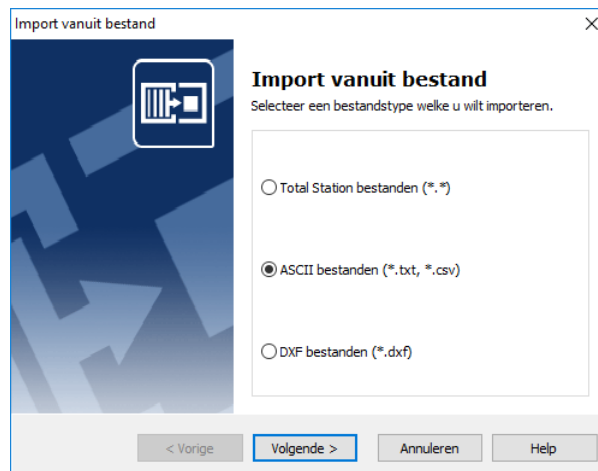 Import vanuit bestand
Import vanuit bestand
Selecteer een bestandstype welke u wilt importeren.
Total Station bestanden (*.*)
ASCII bestanden (*.txt, *.csv)
DXF bestanden (*.dxf)
< Vorige
Volgende >
Annuleren
Help